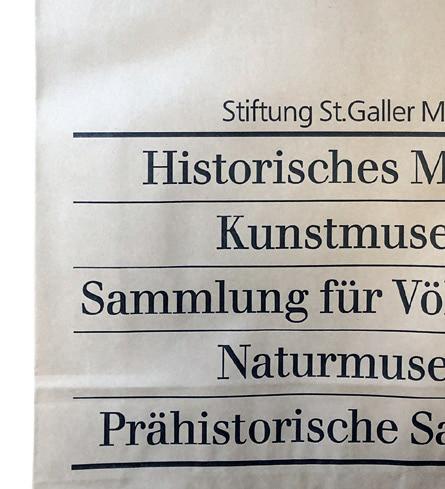 Stiftung St.Galler M
Historisches M
Kunstmuse
Sammlung für Vö
Naturmuse
Prähistorische Sa